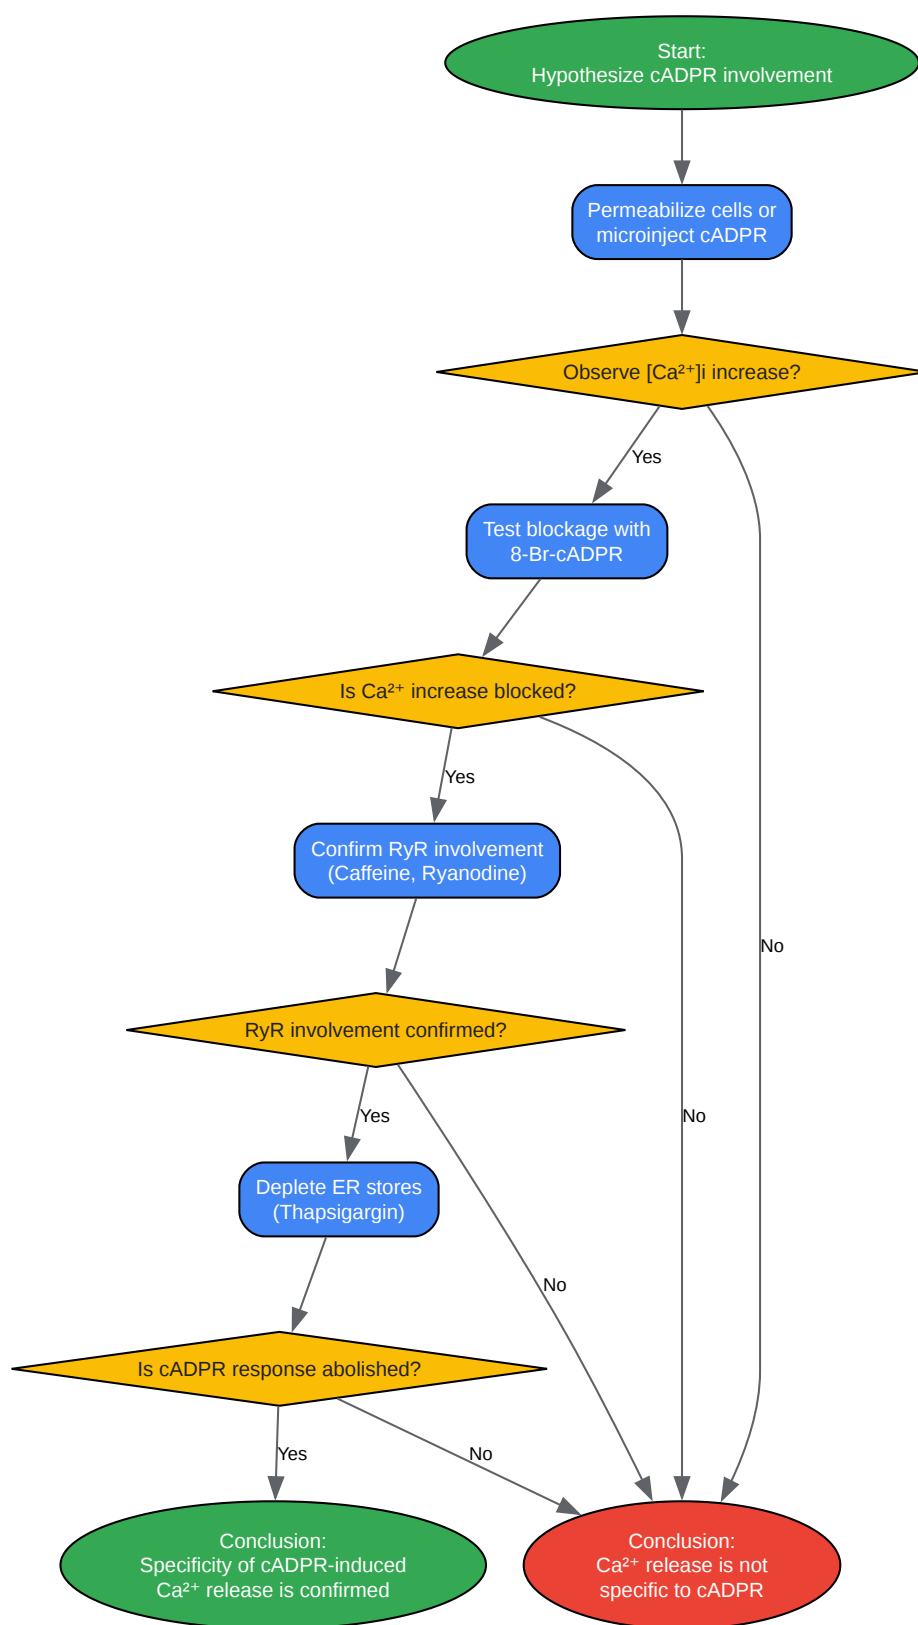 Start:
Hypothesize cADPR involvement
Permeabilize cells or
microinject cADPR
Observe [Ca²⁺]i increase?
Yes
Test blockage with
8-Br-cADPR
Is Ca²⁺ increase blocked?
Yes
Confirm RyR involvement
(Caffeine, Ryanodine)
No
RyR involvement confirmed?
Yes
No
Deplete ER stores
(Thapsigargin)
No
Is cADPR response abolished?
Yes
No
Conclusion:
Specificity of cADPR-induced
Ca²⁺ release is confirmed
Conclusion:
Ca²⁺ release is not
specific to cADPR